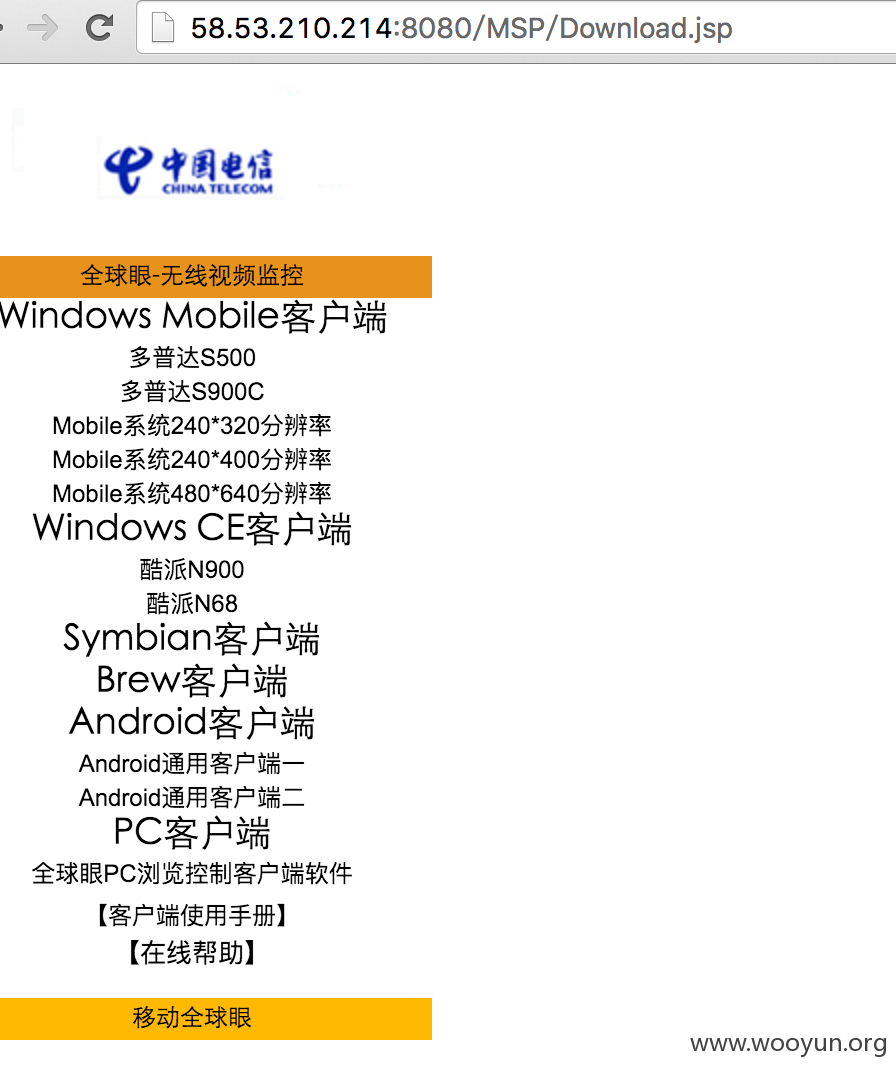 58.53.210.214:8080/MSP/Download.jsp
中国电信
CHINA TELECOM
全球眼-无线视频监控
Windows Mobile客户端
多普达S500
多普达S900C
Mobile系统240*320分辨率
Mobile系统240*400分辨率
Mobile系统480*640分辨率
Windows CE客户端
酷派N900
酷派N68
Symbian客户端
Brew客户端
Android客户端
Android通用客户端一
Android通用客户端二
PC客户端
全球眼PC浏览控制客户端软件
【客户端使用手册】
【在线帮助】
移动全球眼
www.wooyun.org